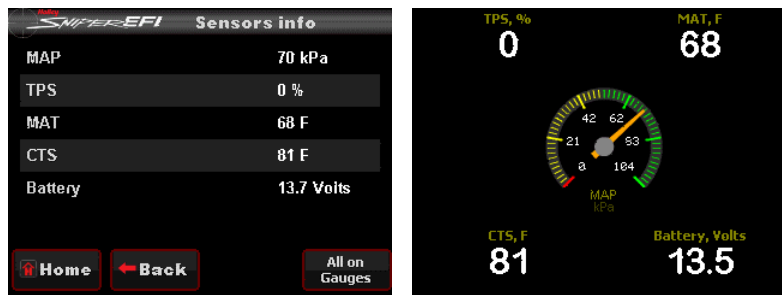 Holley
SNIPER EFI Sensors info
MAP 70 kPa
TPS 0 %
MAT 68 F
CTS 81 F
Battery 13.7 Volts
Home Back All on
Gauges
TPS, % MAT, F
0 68
42 62
21 83
0 104
MAP
kPa
CTS, F Battery, Volts
81 13.5